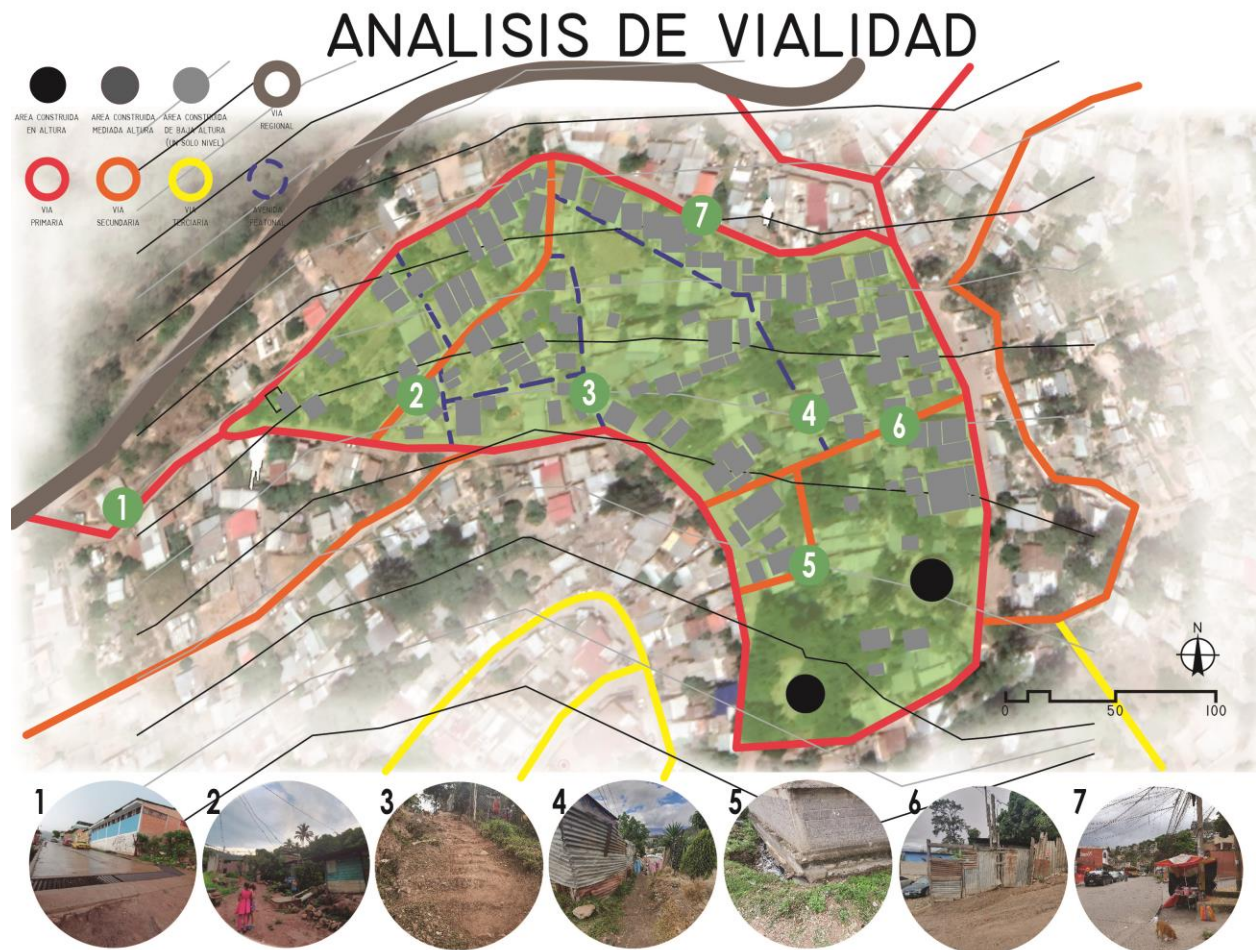 ANALISIS DE VIALIDAD
AREA CONSTRUIDA
EN ALTURA
AREA CONSTRUIDA
MEDIADA ALTURA
AREA CONSTRUIDA
DE BAJA ALTURA
(UN SOLO NIVEL)
VIA
REGIONAL
VIA
PRIMARIA
VIA
SECUNDARIA
VIA
TERCIARIA
AVENIDA
PEATUNAL
7
2
3
4
6
1
5
N
0 50 100
1 2 3 4 5 6 7